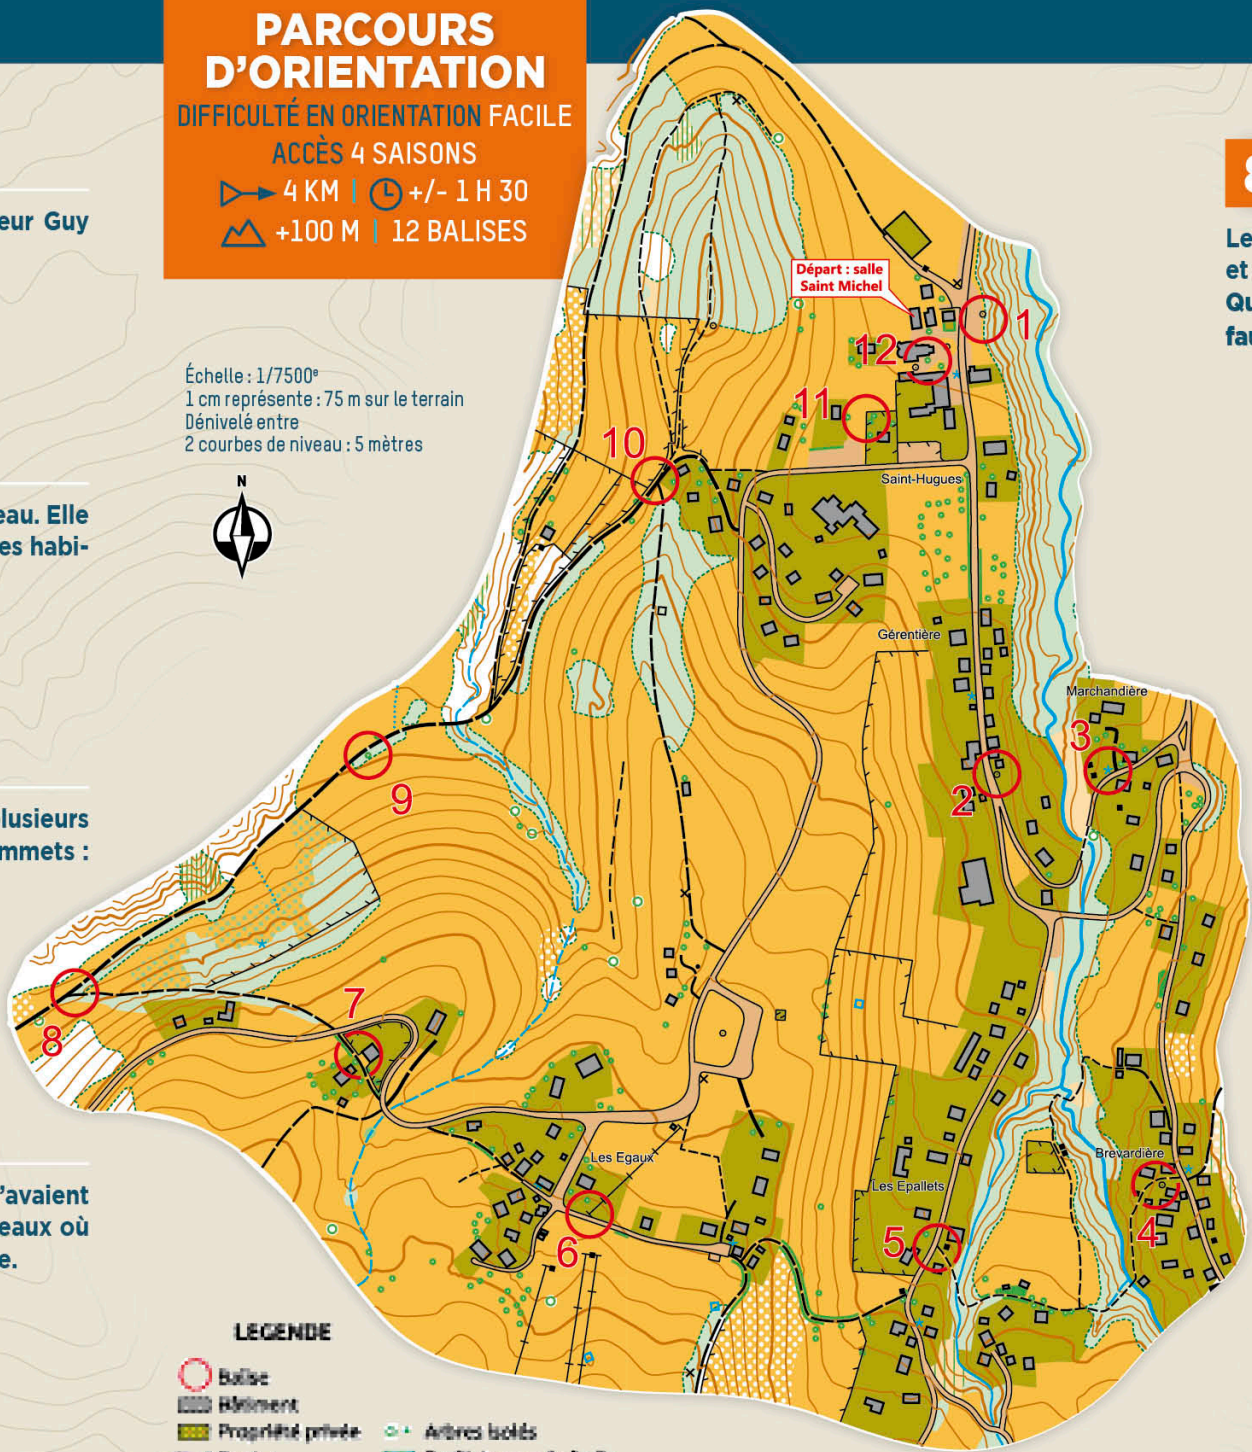 PARCOURS
D'ORIENTATION
DIFFICULTÉ EN ORIENTATION FACILE
ACCÈS 4 SAISONS
4 KM | +/- 1 H 30
+100 M | 12 BALISES
eur Guy
eau. Elle
es habi-
lusieurs
mmets :
'avaient
eaux où
e.
8
Le
et
Qu
fau
Échelle : 1/7500e
1 cm représente : 75 m sur le terrain
Dénivelé entre
2 courbes de niveau : 5 mètres
N
Départ : salle
Saint Michel
1
12
11
10
Saint-Hugues
Gérentière
Marchandière
3
2
9
8
7
Les Egaux
6
Les Epallets
5
Brevardière
4
LEGENDE
Balise
Bâtiment
Propriété privée
Arbres isolés